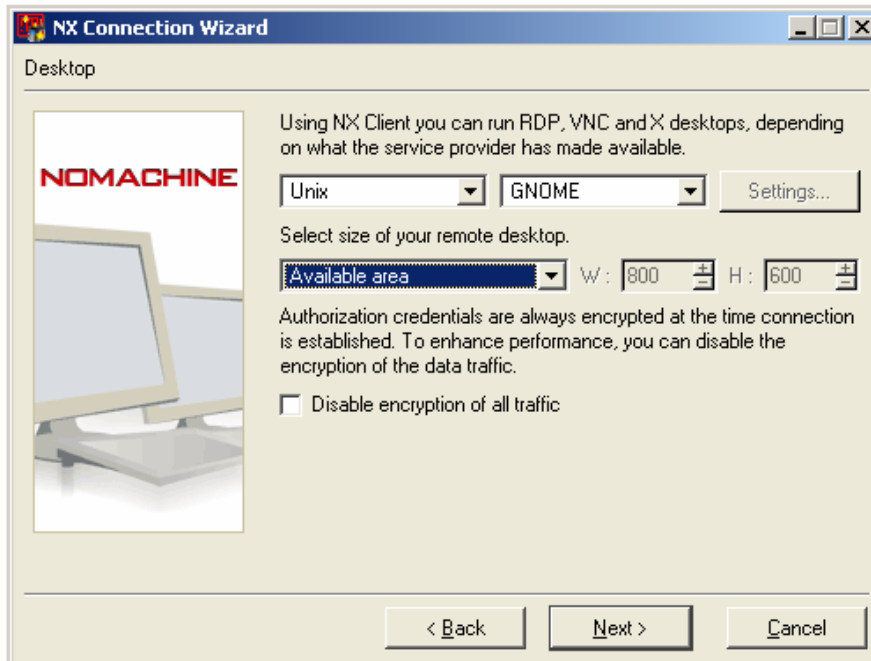 NX Connection Wizard
Desktop
Using NX Client you can run RDP, VNC and X desktops, depending
on what the service provider has made available.
NOMACHINE
Unix GNOME Settings...
Select size of your remote desktop.
Available area W: 800 H: 600
Authorization credentials are always encrypted at the time connection
is established. To enhance performance, you can disable the
encryption of the data traffic.
Disable encryption of all traffic
< Back Next > Cancel